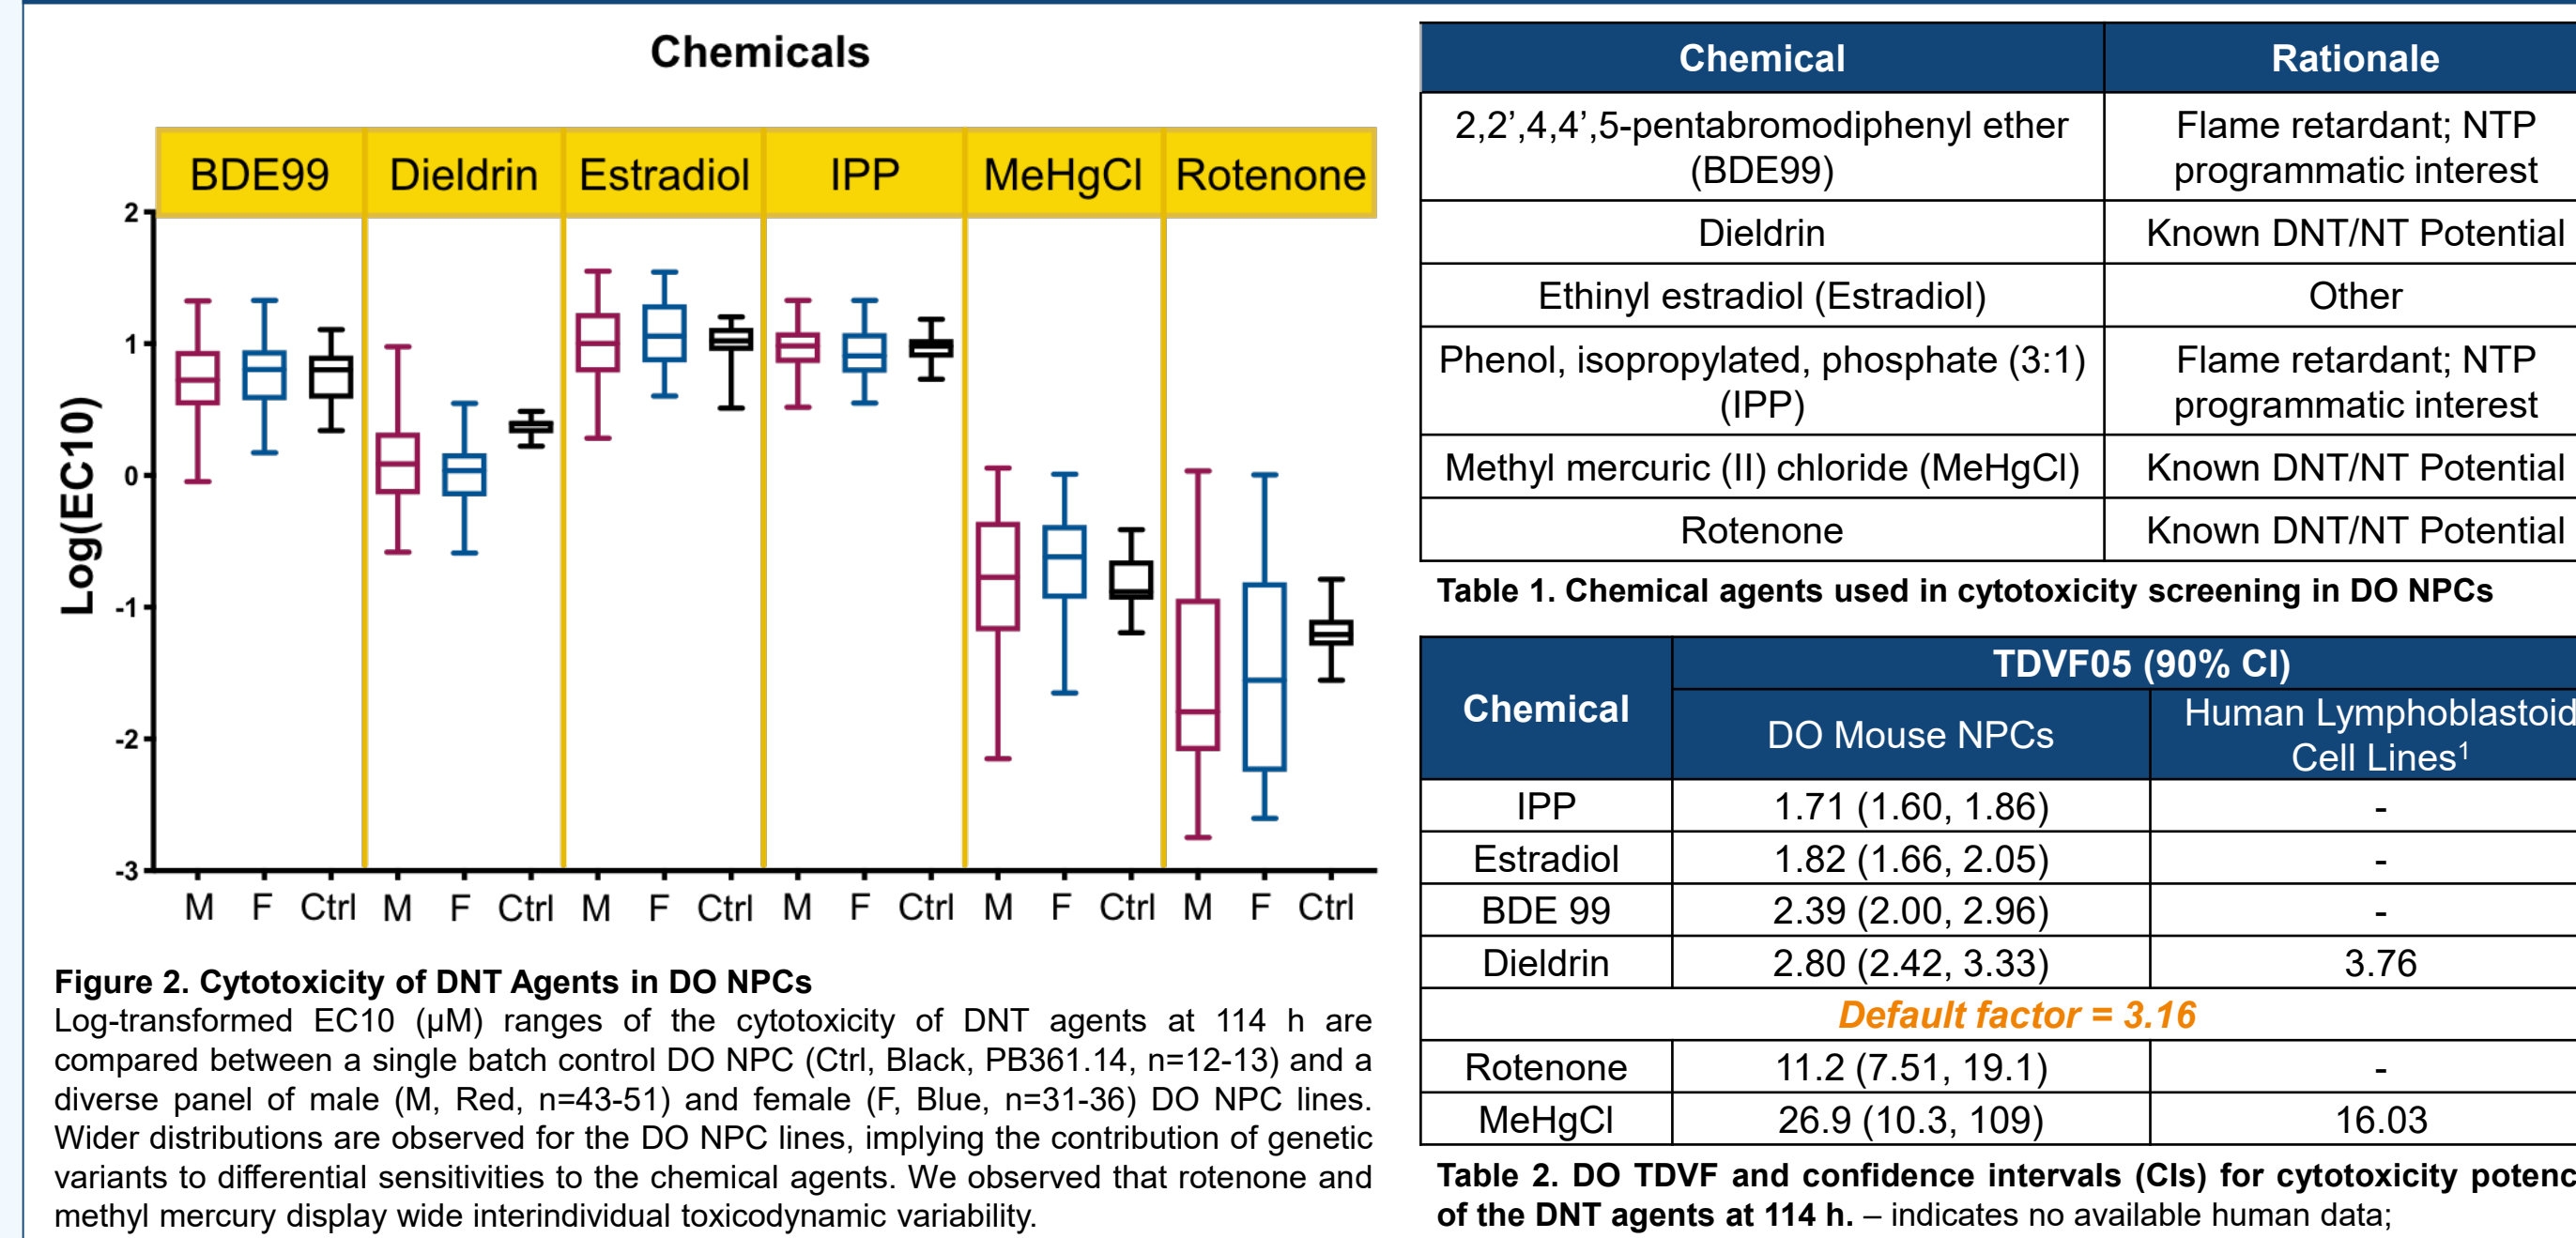 Chemicals
BDE99 Dieldrin Estradiol IPP MeHgCl Rotenone
Log(EC10)
2
1
0
-1
-2
-3
M F Ctrl M F Ctrl M F Ctrl M F Ctrl M F Ctrl M F Ctrl
Figure 2. Cytotoxicity of DNT Agents in DO NPCs
Log-transformed EC10 (µM) ranges of the cytotoxicity of DNT agents at 114 h are
compared between a single batch control DO NPC (Ctrl, Black, PB361.14, n=12-13) and a
diverse panel of male (M, Red, n=43-51) and female (F, Blue, n=31-36) DO NPC lines.
Wider distributions are observed for the DO NPC lines, implying the contribution of genetic
variants to differential sensitivities to the chemical agents. We observed that rotenone and
methyl mercury display wide interindividual toxicodynamic variability.
Chemical Rationale
2,2’,4,4’,5-pentabromodiphenyl ether
(BDE99)
Flame retardant; NTP
programmatic interest
Dieldrin Known DNT/NT Potential
Ethinyl estradiol (Estradiol) Other
Phenol, isopropylated, phosphate (3:1)
(IPP)
Flame retardant; NTP
programmatic interest
Methyl mercuric (II) chloride (MeHgCl) Known DNT/NT Potential
Rotenone Known DNT/NT Potential
Table 1. Chemical agents used in cytotoxicity screening in DO NPCs
Chemical
TDVF05 (90% CI)
DO Mouse NPCs
Human Lymphoblastoid
Cell Lines¹
IPP 1.71 (1.60, 1.86) -
Estradiol 1.82 (1.66, 2.05) -
BDE 99 2.39 (2.00, 2.96) -
Dieldrin 2.80 (2.42, 3.33) 3.76
Default factor = 3.16
Rotenone 11.2 (7.51, 19.1) -
MeHgCl 26.9 (10.3, 109) 16.03
Table 2. DO TDVF and confidence intervals (CIs) for cytotoxicity potenc
of the DNT agents at 114 h. – indicates no available human data;